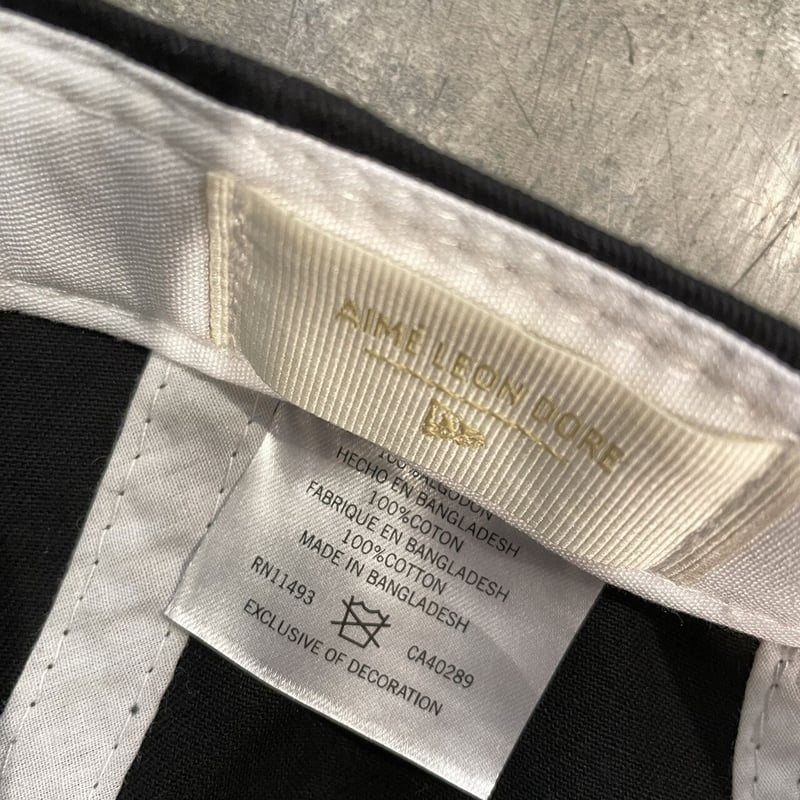 AIMÉ LEON DORE
100%ALGODON
HECHO EN BANGLADESH
100%COTON
FABRIQUE EN BANGLADESH
100%COTTON
MADE IN BANGLADESH
RN11493 CA40289
EXCLUSIVE OF DECORATION